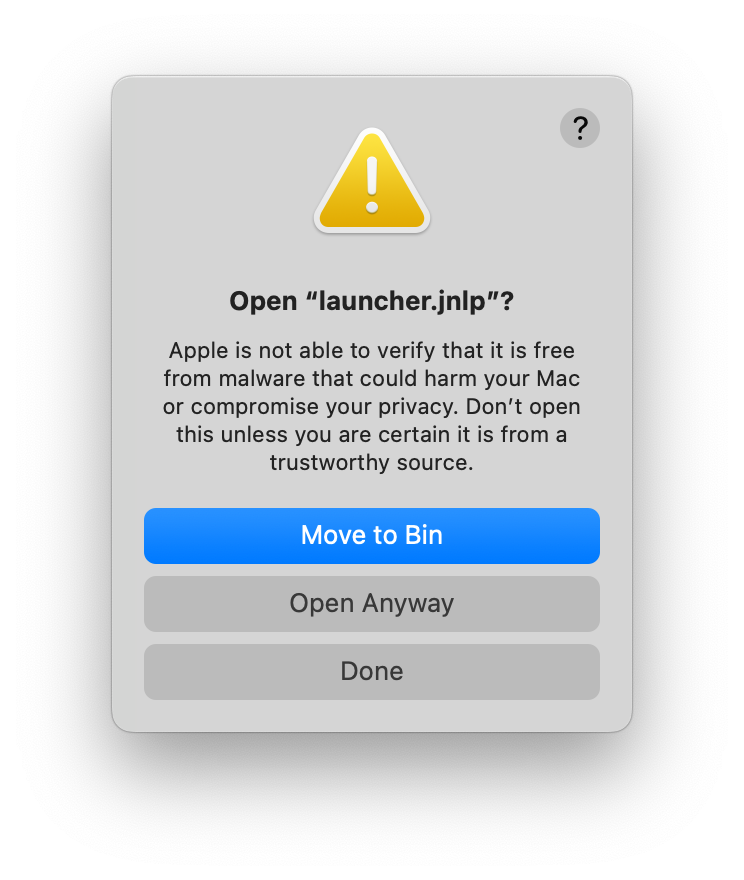 ?
Open “launcher.jnlp”?
Apple is not able to verify that it is free
from malware that could harm your Mac
or compromise your privacy. Don’t open
this unless you are certain it is from a
trustworthy source.
Move to Bin
Open Anyway
Done